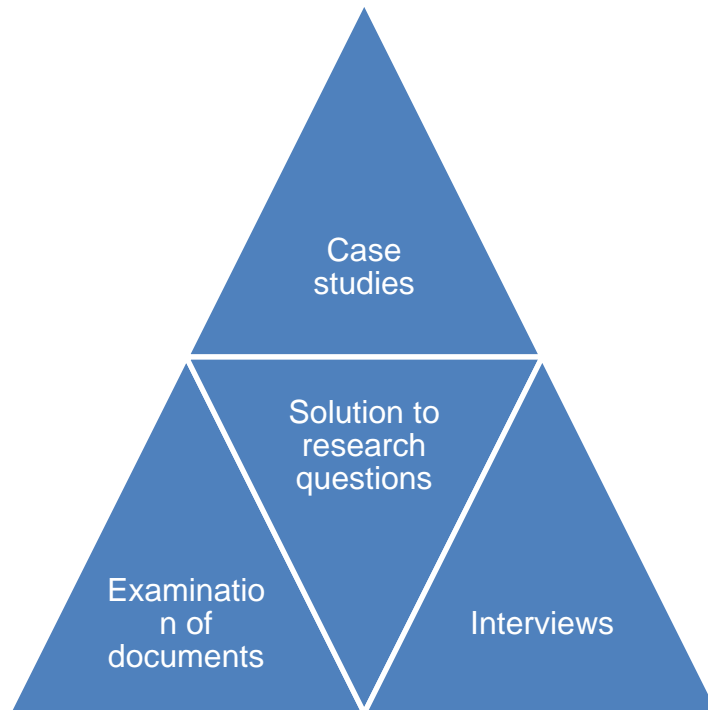 Case
studies
Solution to
research
questions
Examinatio
n of
documents
Interviews